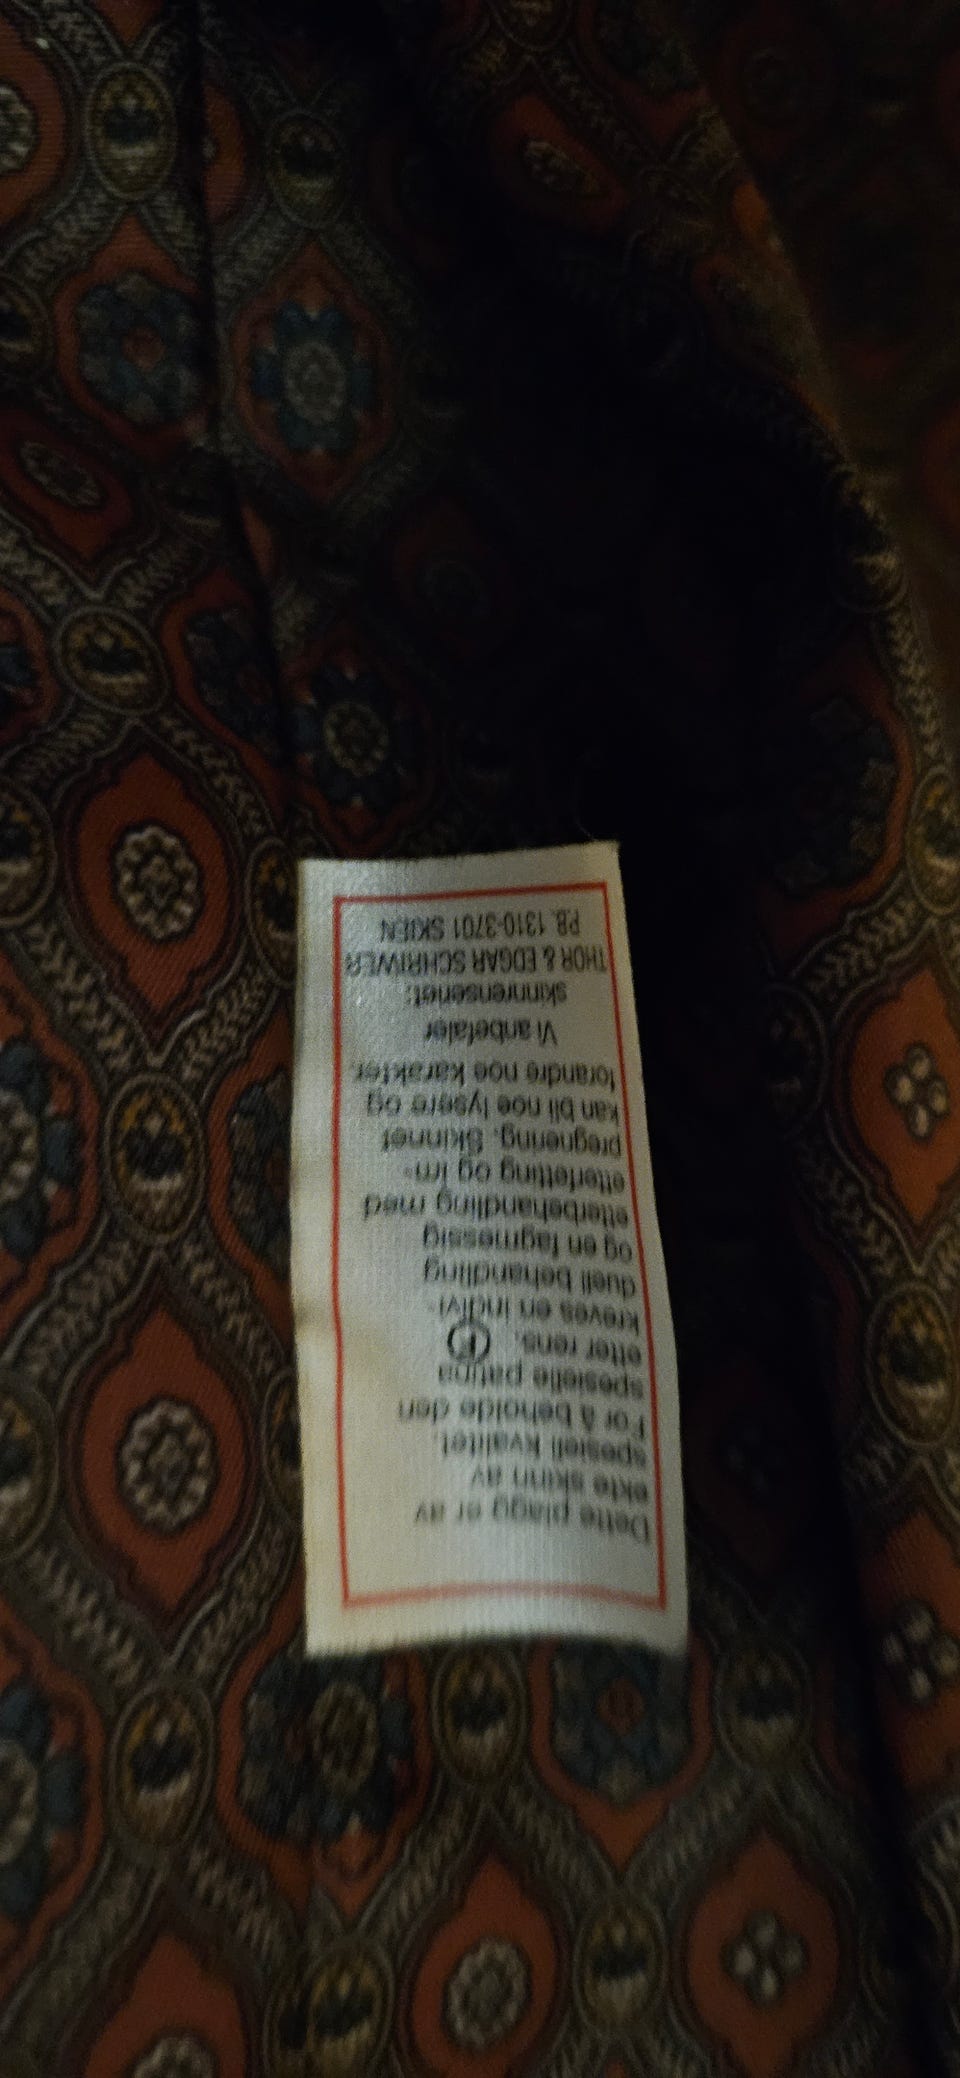 Dette plagg er av
ekte skinn av
spesiell kvalitet.
For å beholde den
spesielle patina
etter rens, F
kreves en indivi-
duell behandling
og en fagmessig
etterbehandling med
etterfetting og im-
pregnering. Skinnet
kan bli noe lysere og
forandre noe karakter.
Vi anbefaler
skinnrenseriet:
THOR & EDGAR SCHRIWER
P.B. 1310-3701 SKIEN